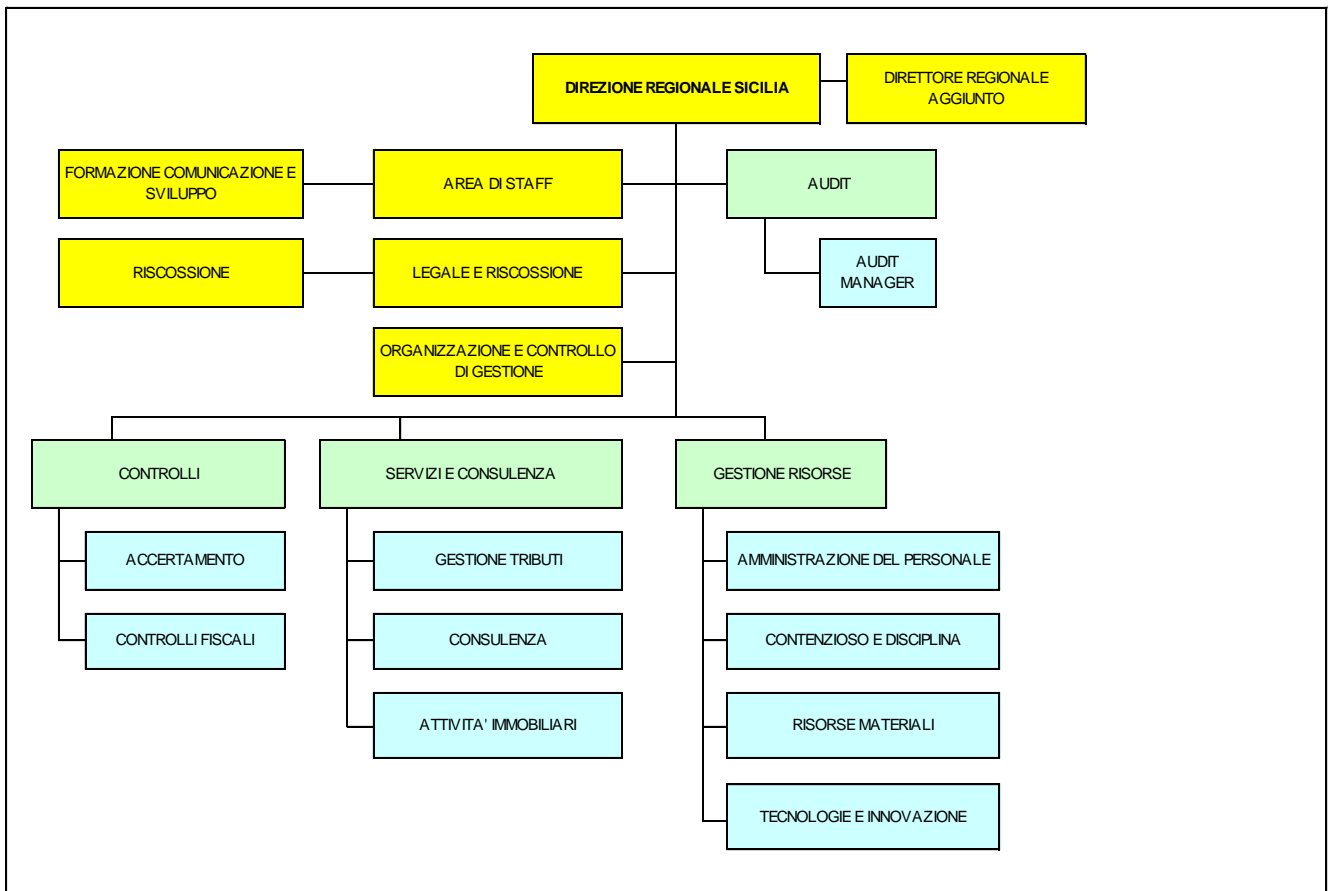 DIREZIONE REGIONALE SICILIA
DIRETTORE REGIONALE
AGGIUNTO
FORMAZIONE COMUNICAZIONE E
SVILUPPO
AREA DI STAFF
AUDIT
RISCOSSIONE
LEGALE E RISCOSSIONE
AUDIT
MANAGER
ORGANIZZAZIONE E CONTROLLO
DI GESTIONE
CONTROLLI
SERVIZI E CONSULENZA
GESTIONE RISORSE
ACCERTAMENTO
GESTIONE TRIBUTI
AMMINISTRAZIONE DEL PERSONALE
CONTROLLI FISCALI
CONSULENZA
CONTENZIOSO E DISCIPLINA
ATTIVITA' IMMOBILIARI
RISORSE MATERIALI
TECNOLOGIE E INNOVAZIONE